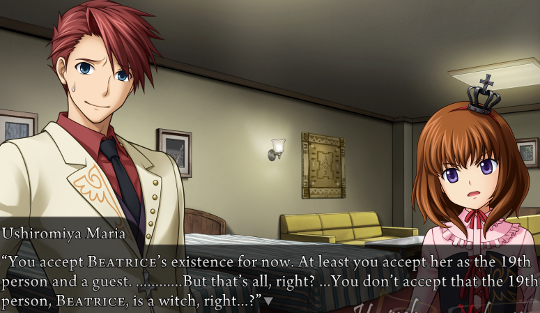 Ushiromiya Maria
“You accept BEATRICE’s existence for now. At least you accept her as the 19th
person and a guest. ............But that’s all, right? ...You don’t accept that the 19th
person, BEATRICE, is a witch, right...?”